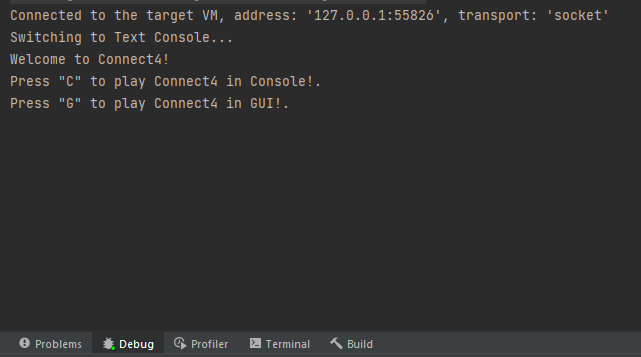 Connected to the target VM, address: '127.0.0.1:55826', transport: 'socket'
Switching to Text Console...
Welcome to Connect4!
Press "C" to play Connect4 in Console!.
Press "G" to play Connect4 in GUI!.
Problems Debug Profiler Terminal Build